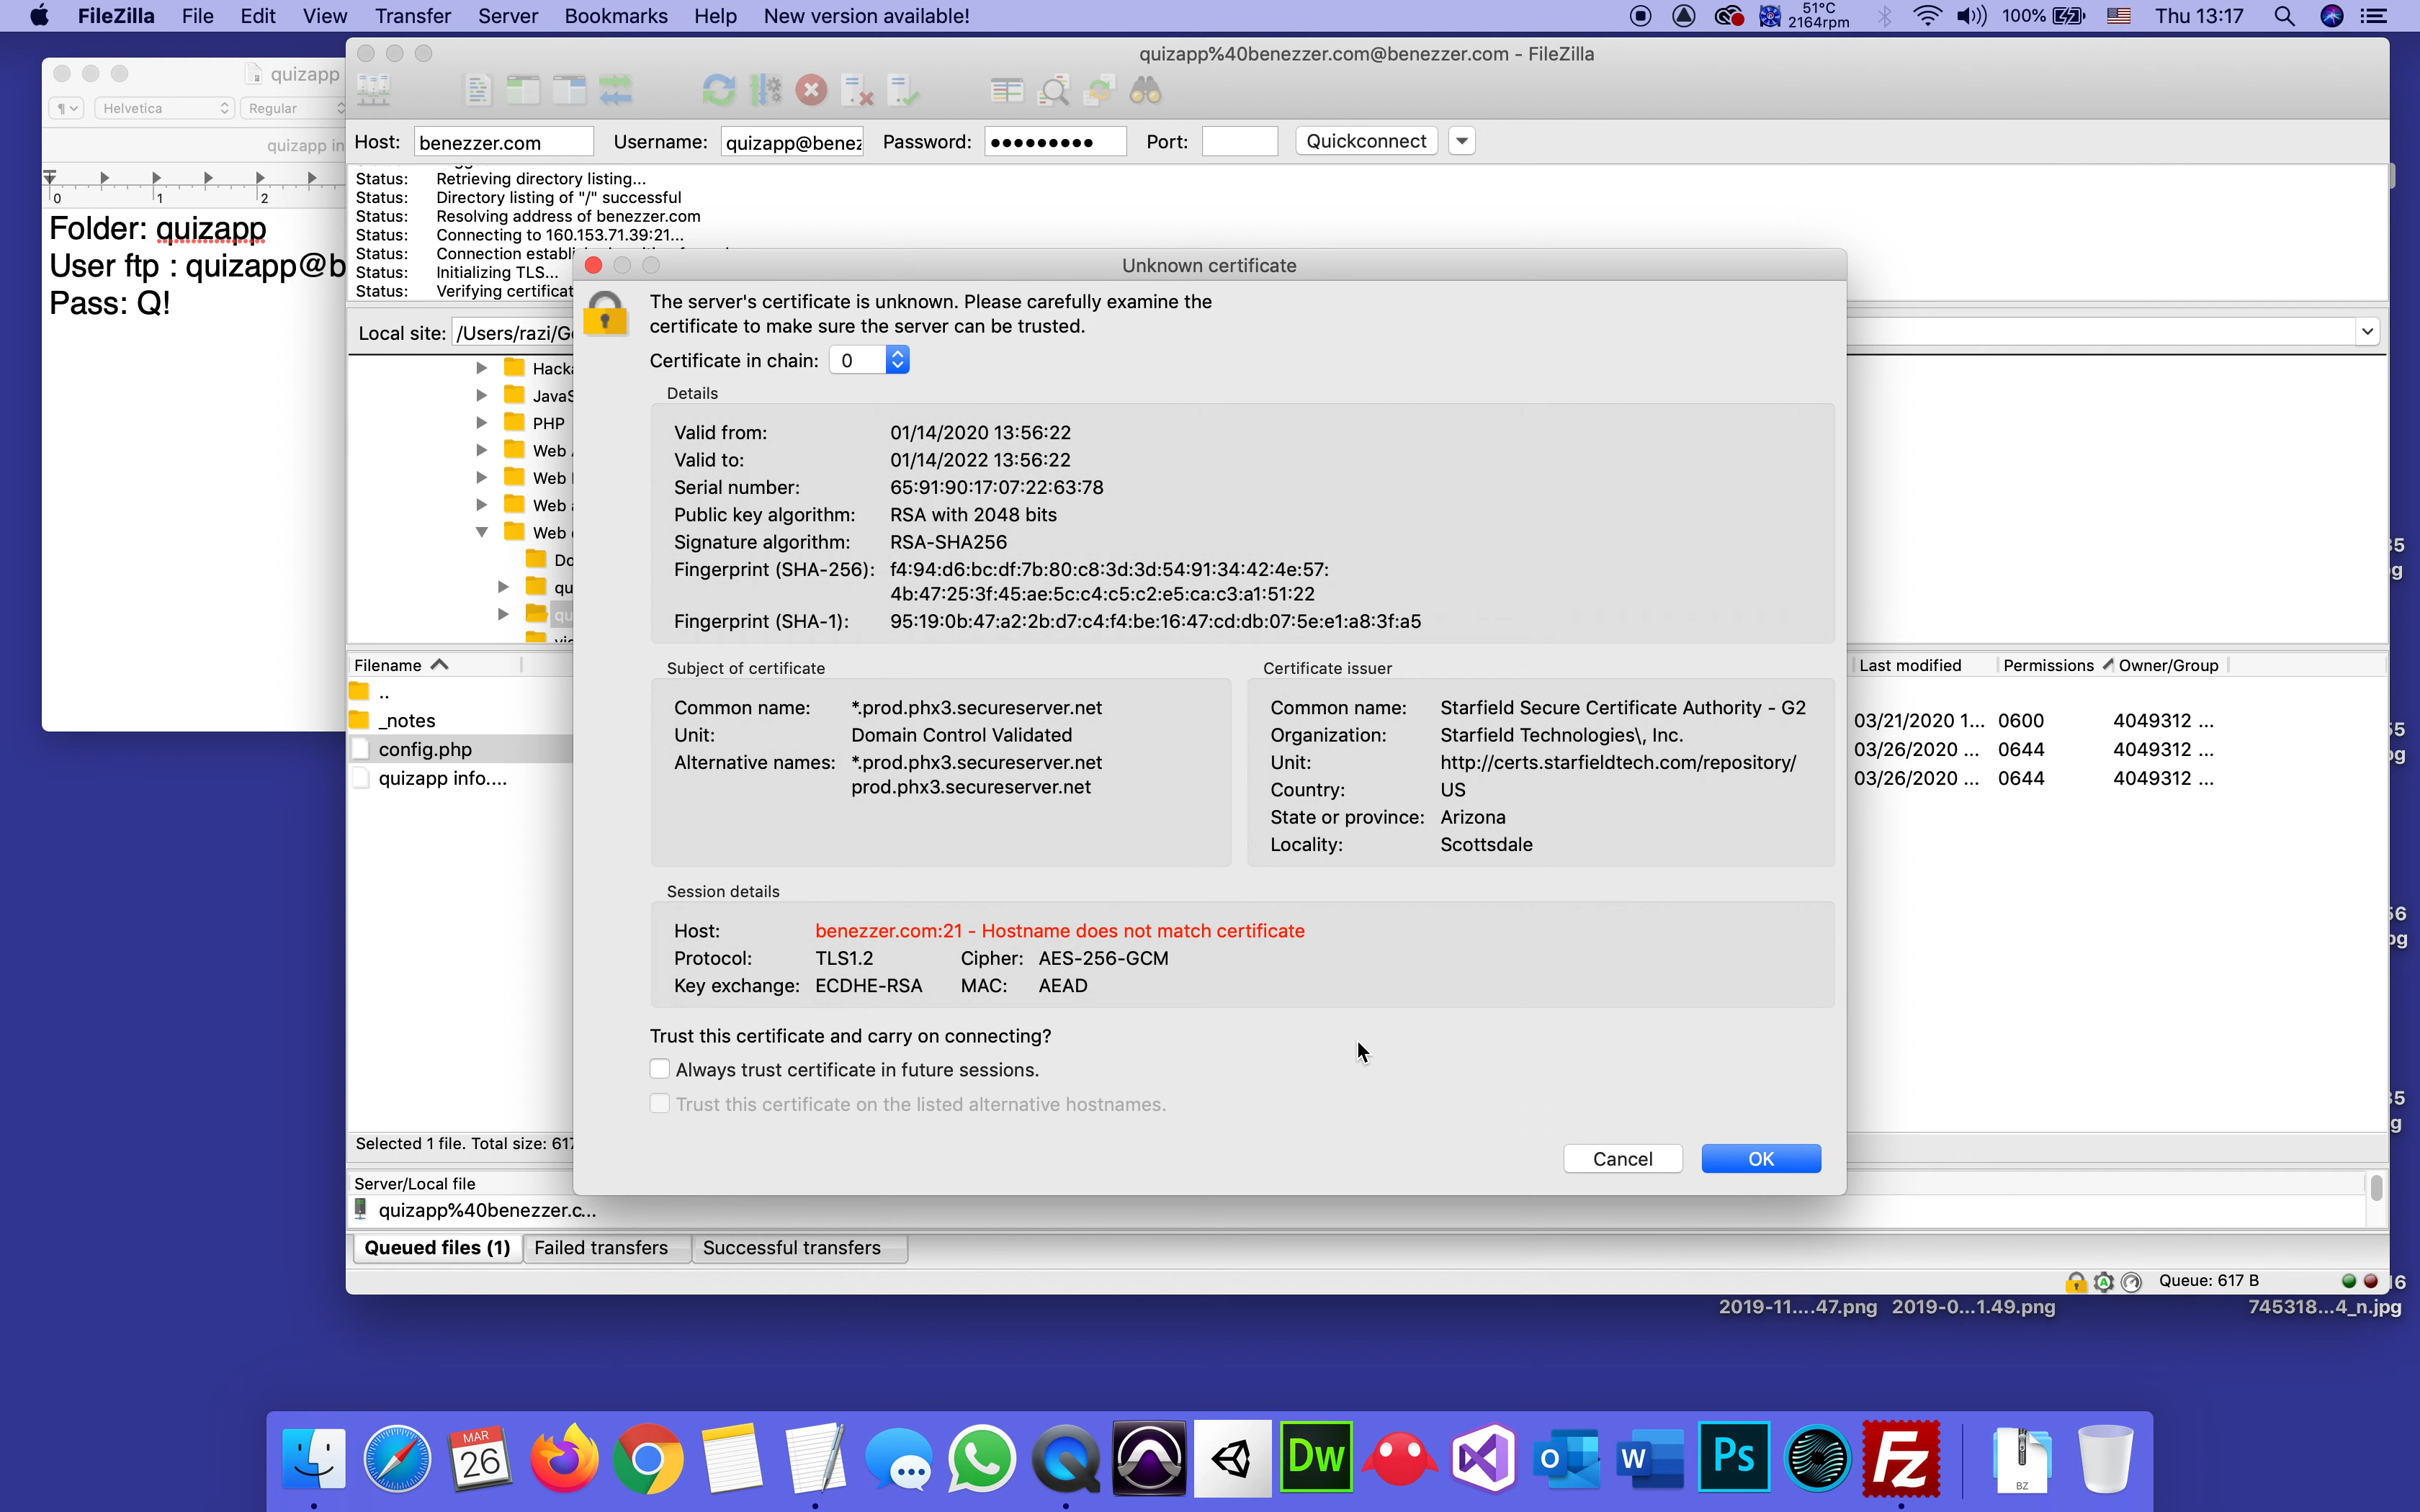 FileZilla File Edit View Transfer Server Bookmarks Help New version available!
51°C
2164rpm
100%
Thu 13:17
quizapp
Helvetica
Regular
quizapp in
0 1 2
Folder: quizapp
User ftp : quizapp@b
Pass: Q!
quizapp%40benezzer.com@benezzer.com - FileZilla
Host: benezzer.com Username: quizapp@benez Password: ●●●●●●●●● Port: Quickconnect
Status: Retrieving directory listing...
Status: Directory listing of "/" successful
Status: Resolving address of benezzer.com
Status: Connecting to 160.153.71.39:21...
Status: Connection establ
Status: Initializing TLS...
Status: Verifying certificat
Local site: /Users/razi/G
Hack
Java
PHP
Web
Web
Web
Web
Do
qu
qu
Filename
..
_notes
config.php
quizapp info....
Selected 1 file. Total size: 617
Last modified Permissions Owner/Group
03/21/2020 1... 0600 4049312 ...
03/26/2020 ... 0644 4049312 ...
03/26/2020 ... 0644 4049312 ...
Unknown certificate
The server's certificate is unknown. Please carefully examine the
certificate to make sure the server can be trusted.
Certificate in chain: 0
Details
Valid from: 01/14/2020 13:56:22
Valid to: 01/14/2022 13:56:22
Serial number: 65:91:90:17:07:22:63:78
Public key algorithm: RSA with 2048 bits
Signature algorithm: RSA-SHA256
Fingerprint (SHA-256): f4:94:d6:bc:df:7b:80:c8:3d:3d:54:91:34:42:4e:57:
4b:47:25:3f:45:ae:5c:c4:c5:c2:e5:ca:c3:a1:51:22
Fingerprint (SHA-1): 95:19:0b:47:a2:2b:d7:c4:f4:be:16:47:cd:db:07:5e:e1:a8:3f:a5
Subject of certificate
Common name: *.prod.phx3.secureserver.net
Unit: Domain Control Validated
Alternative names: *.prod.phx3.secureserver.net
prod.phx3.secureserver.net
Certificate issuer
Common name: Starfield Secure Certificate Authority - G2
Organization: Starfield Technologies\, Inc.
Unit: http://certs.starfieldtech.com/repository/
Country: US
State or province: Arizona
Locality: Scottsdale
Session details
Host: benezzer.com:21 - Hostname does not match certificate
Protocol: TLS1.2 Cipher: AES-256-GCM
Key exchange: ECDHE-RSA MAC: AEAD
Trust this certificate and carry on connecting?
Always trust certificate in future sessions.
Trust this certificate on the listed alternative hostnames.
Cancel OK
Server/Local file
quizapp%40benezzer.c...
Queued files (1) Failed transfers Successful transfers
Queue: 617 B
2019-11....47.png 2019-0...1.49.png 745318...4_n.jpg
MAR
26
Dw
O
W
Ps
Fz
BZ